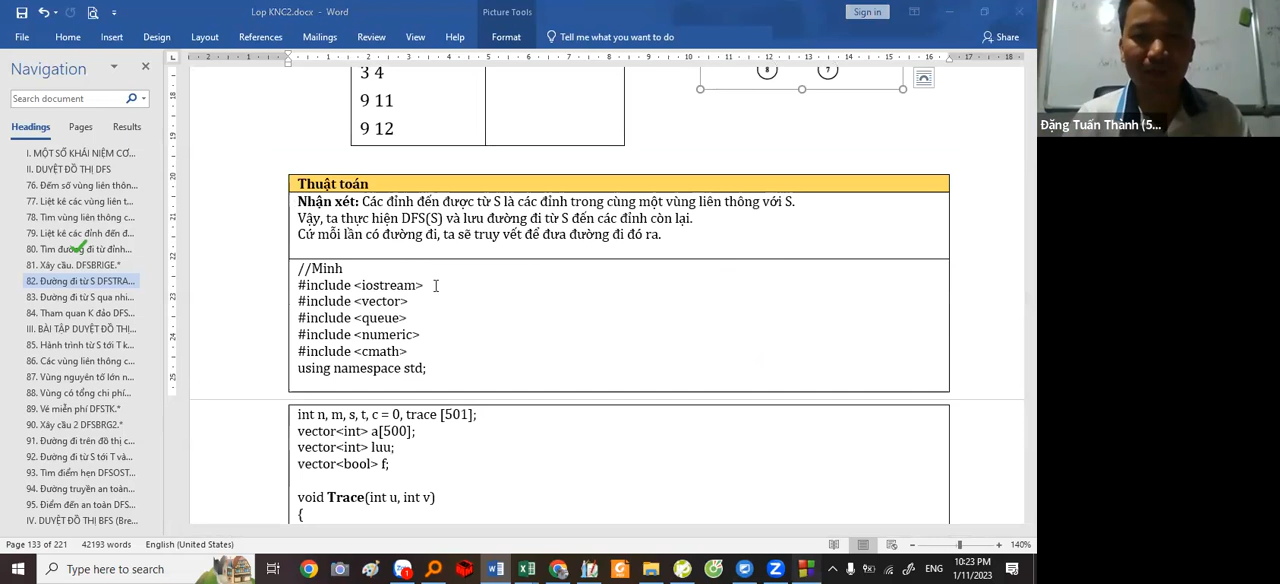 Lop KNC2.docx - Word
Picture Tools
Sign in
File
Home
Insert
Design
Layout
References
Mailings
Review
View
Help
Format
Tell me what you want to do
Share
Navigation
Search document
Headings
Pages
Results
I. MỘT SỐ KHÁI NIỆM CƠ...
II. DUYỆT ĐỒ THỊ DFS
76. Đếm số vùng liên thôn...
77. Liệt kê các vùng liên t...
78. Tìm vùng liên thông c...
79. Liệt kê các đỉnh đến đ...
80. Tìm đường đi từ đỉnh...
81. Xây cầu. DFSBRIGE.*
82. Đường đi từ S DFSTRA...
83. Đường đi từ S qua nhi...
84. Tham quan K đảo DFS...
III. BÀI TẬP DUYỆT ĐỒ TH...
85. Hành trình từ S tới T k...
86. Các vùng liên thông c...
87. Vùng nguyên tố lớn n...
88. Vùng có tổng chi phí...
89. Vé miễn phí DFSTK.*
90. Xây cầu 2 DFSBRG2.*
91. Đường đi trên đồ thị c...
92. Đường đi từ S tới T và...
93. Tìm điểm hẹn DFSOST...
94. Đường truyền an toàn...
95. Điểm đến an toàn DFS...
IV. DUYỆT ĐỒ THỊ BFS (Bre...
3 4
9 11
9 12
8
7
Thuật toán
Nhận xét: Các đỉnh đến được từ S là các đỉnh trong cùng một vùng liên thông với S.
Vậy, ta thực hiện DFS(S) và lưu đường đi từ S đến các đỉnh còn lại.
Cứ mỗi lần có đường đi, ta sẽ truy vết để đưa đường đi đó ra.
//Minh
#include <iostream>
#include <vector>
#include <queue>
#include <numeric>
#include <cmath>
using namespace std;
int n, m, s, t, c = 0, trace [501];
vector<int> a[500];
vector<int> luu;
vector<bool> f;
void Trace(int u, int v)
{
Đặng Tuấn Thành (5...
Page 133 of 221
42193 words
English (United States)
140%
Type here to search
ENG
10:23 PM
1/11/2023